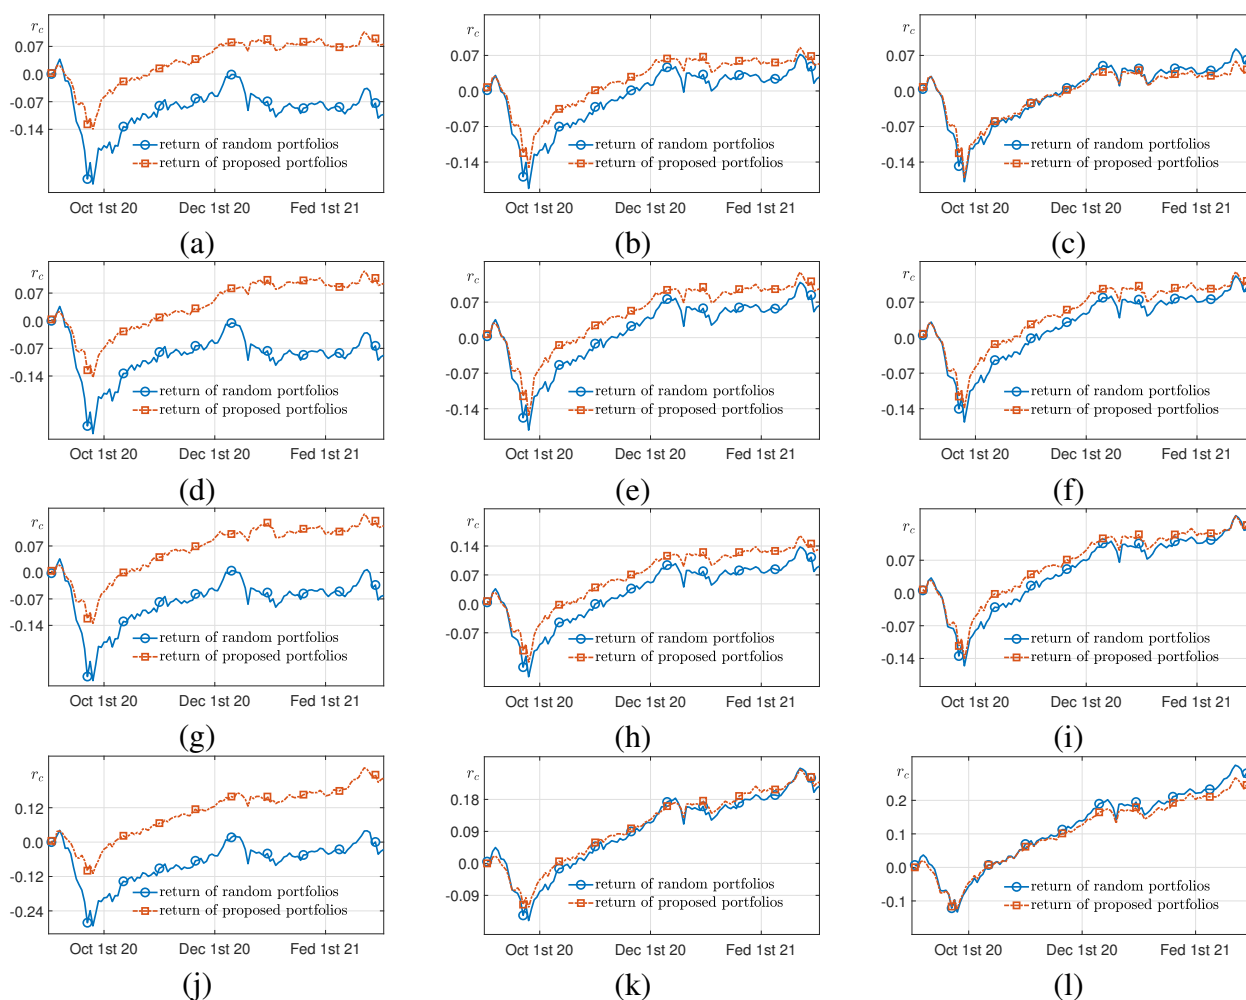 r_c
0.07
0.0
-0.07
-0.14
return of random portfolios
return of proposed portfolios
Oct 1st 20 Dec 1st 20 Fed 1st 21
(a)
r_c
0.07
0.0
-0.07
-0.14
return of random portfolios
return of proposed portfolios
Oct 1st 20 Dec 1st 20 Fed 1st 21
(b)
r_c
0.07
0.0
-0.07
-0.14
return of random portfolios
return of proposed portfolios
Oct 1st 20 Dec 1st 20 Fed 1st 21
(c)
r_c
0.07
0.0
-0.07
-0.14
return of random portfolios
return of proposed portfolios
Oct 1st 20 Dec 1st 20 Fed 1st 21
(d)
r_c
0.07
0.0
-0.07
-0.14
return of random portfolios
return of proposed portfolios
Oct 1st 20 Dec 1st 20 Fed 1st 21
(e)
r_c
0.07
0.0
-0.07
-0.14
return of random portfolios
return of proposed portfolios
Oct 1st 20 Dec 1st 20 Fed 1st 21
(f)
r_c
0.07
0.0
-0.07
-0.14
return of random portfolios
return of proposed portfolios
Oct 1st 20 Dec 1st 20 Fed 1st 21
(g)
r_c
0.14
0.07
0.0
-0.07
return of random portfolios
return of proposed portfolios
Oct 1st 20 Dec 1st 20 Fed 1st 21
(h)
r_c
0.14
0.07
0.0
-0.07
-0.14
return of random portfolios
return of proposed portfolios
Oct 1st 20 Dec 1st 20 Fed 1st 21
(i)
r_c
0.12
0.0
-0.12
-0.24
return of random portfolios
return of proposed portfolios
Oct 1st 20 Dec 1st 20 Fed 1st 21
(j)
r_c
0.18
0.09
0.0
-0.09
return of random portfolios
return of proposed portfolios
Oct 1st 20 Dec 1st 20 Fed 1st 21
(k)
r_c
0.2
0.1
0.0
-0.1
return of random portfolios
return of proposed portfolios
Oct 1st 20 Dec 1st 20 Fed 1st 21
(l)